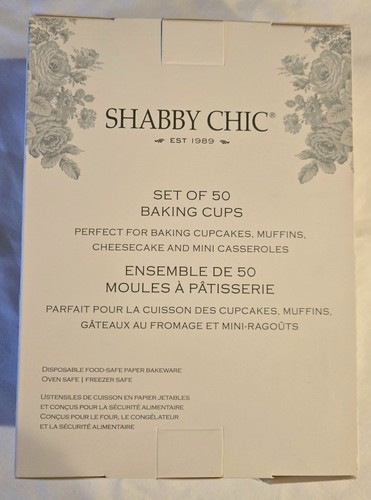 SHABBY CHIC®
EST 1989
SET OF 50
BAKING CUPS
PERFECT FOR BAKING CUPCAKES, MUFFINS,
CHEESECAKE AND MINI CASSEROLES
ENSEMBLE DE 50
MOULES À PÂTISSERIE
PARFAIT POUR LA CUISSON DES CUPCAKES, MUFFINS,
GÂTEAUX AU FROMAGE ET MINI-RAGOÛTS
DISPOSABLE FOOD-SAFE PAPER BAKEWARE
OVEN SAFE | FREEZER SAFE
USTENSILES DE CUISSON EN PAPIER JETABLES
ET CONÇUS POUR LA SÉCURITÉ ALIMENTAIRE
CONÇUS POUR LE FOUR, LE CONGÉLATEUR
ET LA SÉCURITÉ ALIMENTAIRE